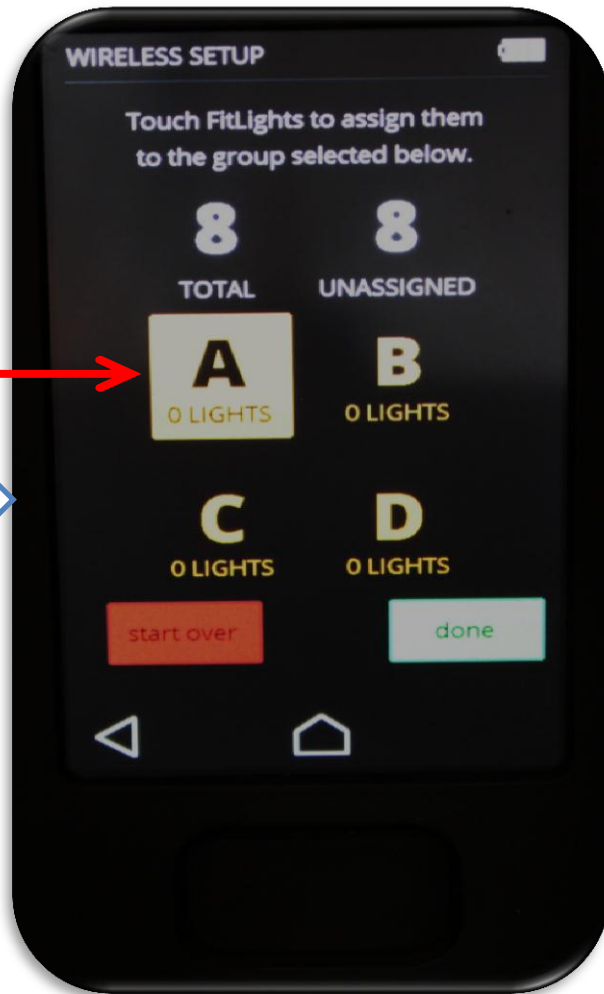 WIRELESS SETUP
Touch FitLights to assign them
to the group selected below.
8 8
TOTAL UNASSIGNED
A B
0 LIGHTS 0 LIGHTS
C D
0 LIGHTS 0 LIGHTS
start over done